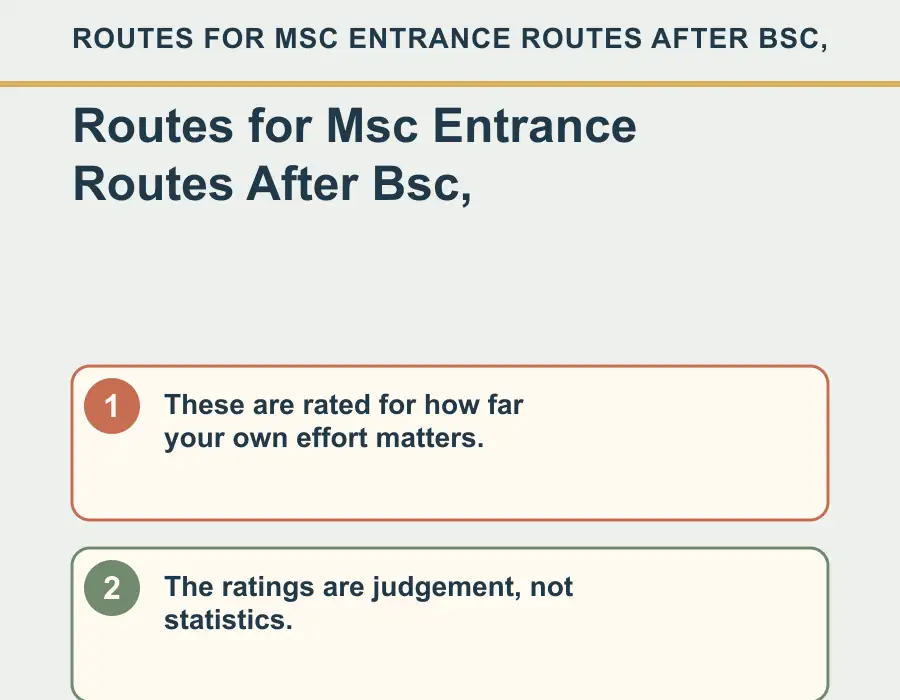 ROUTES FOR MSC ENTRANCE ROUTES AFTER BSC,
Routes for Msc Entrance
Routes After Bsc,
1
These are rated for how far
your own effort matters.
2
The ratings are judgement, not
statistics.